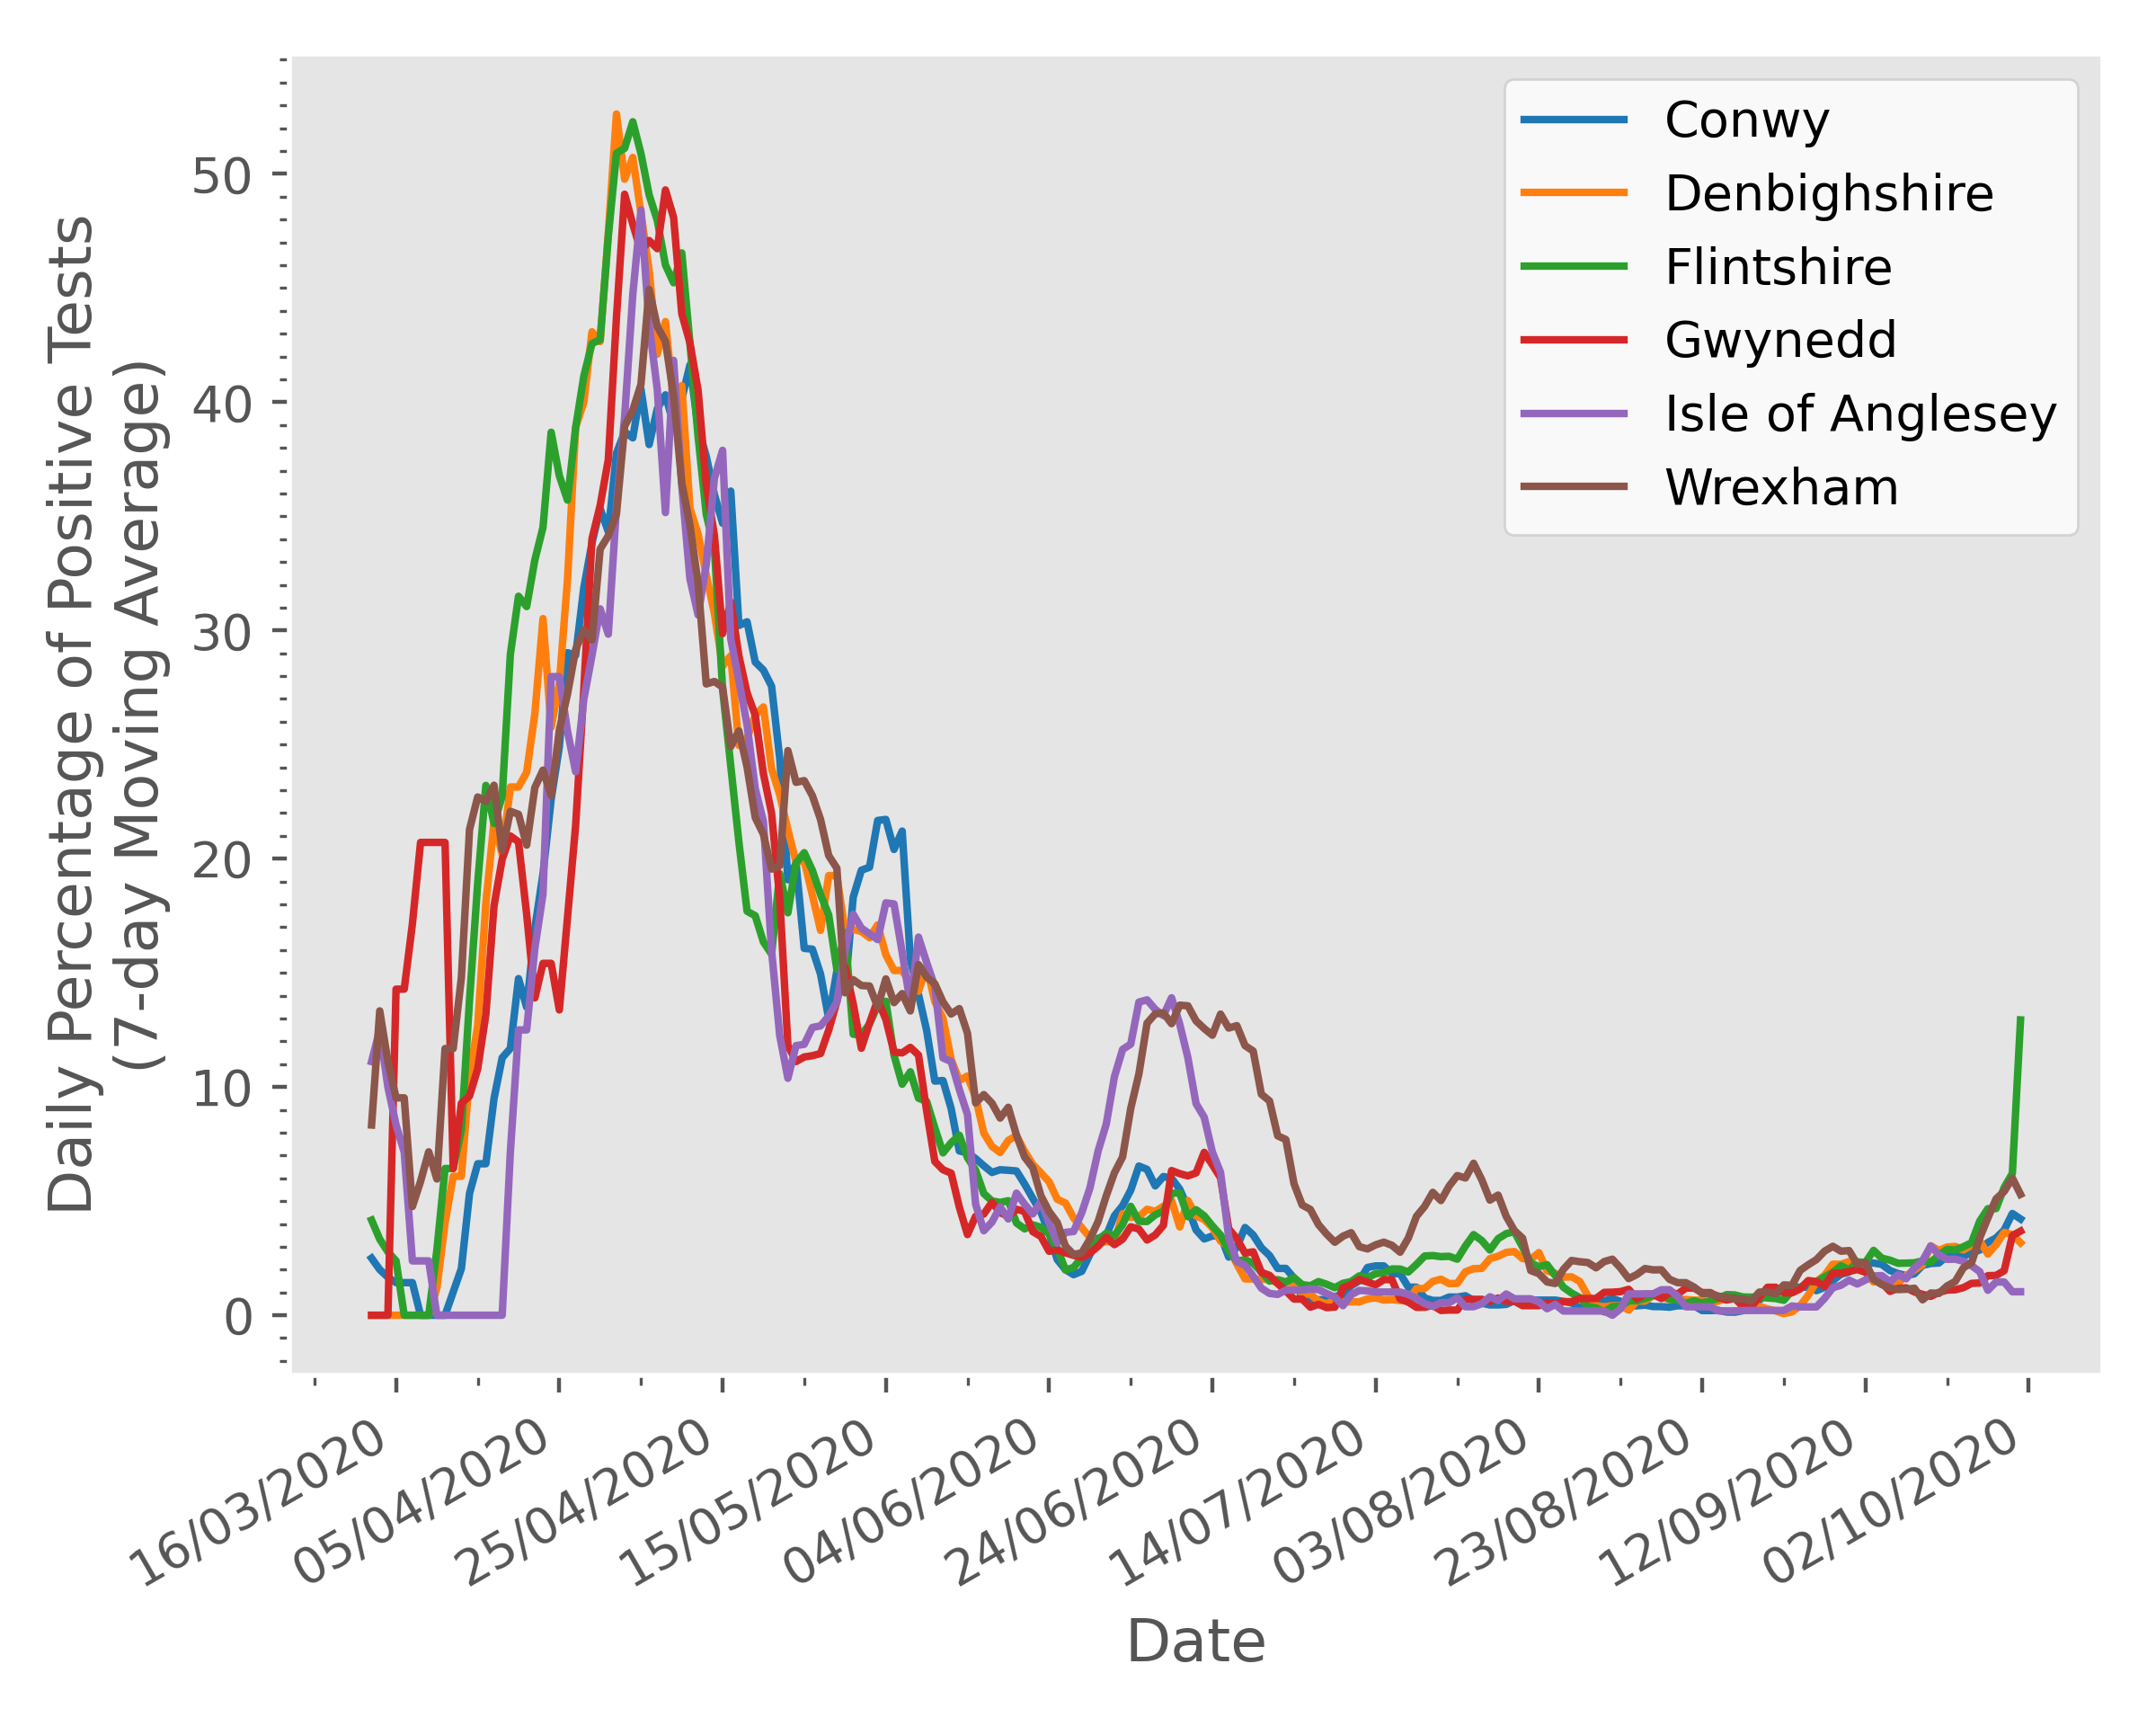 Daily Percentage of Positive Tests
(7-day Moving Average)
50
40
30
20
10
0
Conwy
Denbighshire
Flintshire
Gwynedd
Isle of Anglesey
Wrexham
16/03/2020
05/04/2020
25/04/2020
15/05/2020
04/06/2020
24/06/2020
14/07/2020
03/08/2020
23/08/2020
12/09/2020
02/10/2020
Date